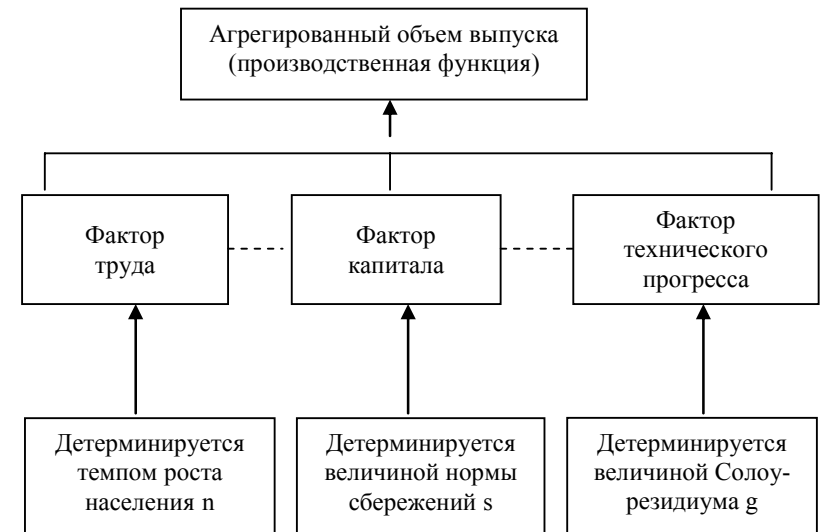 Агрегированный объем выпуска
(производственная функция)
Фактор
труда
Фактор
капитала
Фактор
технического
прогресса
Детерминируется
темпом роста
населения n
Детерминируется
величиной нормы
сбережений s
Детерминируется
величиной Солоу-
резидиума g